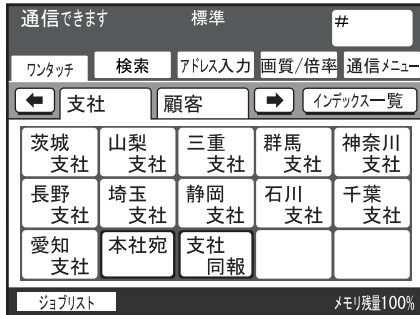 通信できます 標準 #
ワンタッチ 検索 アドレス入力 画質/倍率 通信メニュー
支社 顧客 インデックス一覧
茨城 山梨 三重 群馬 神奈川
支社 支社 支社 支社 支社
長野 埼玉 静岡 石川 千葉
支社 支社 支社 支社 支社
愛知 本社宛 支社
支社 同報
ジョブリスト メモリ残量100%